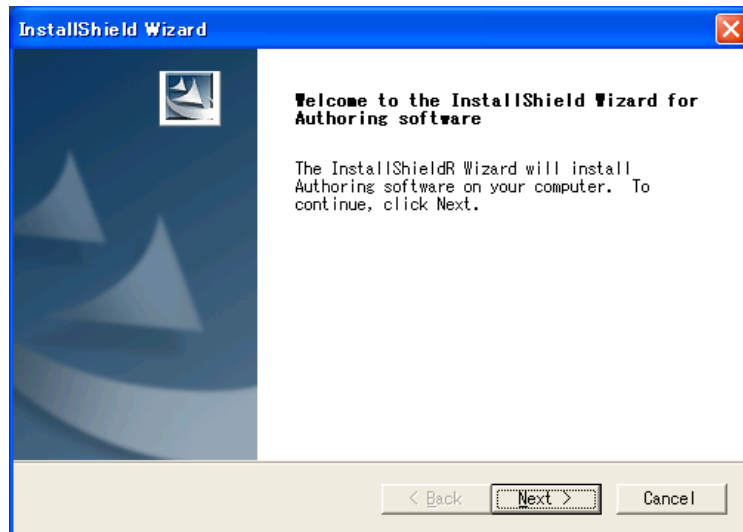 InstallShield Wizard
Welcome to the InstallShield Wizard for
Authoring software
The InstallShieldR Wizard will install
Authoring software on your computer. To
continue, click Next.
< Back
Next >
Cancel